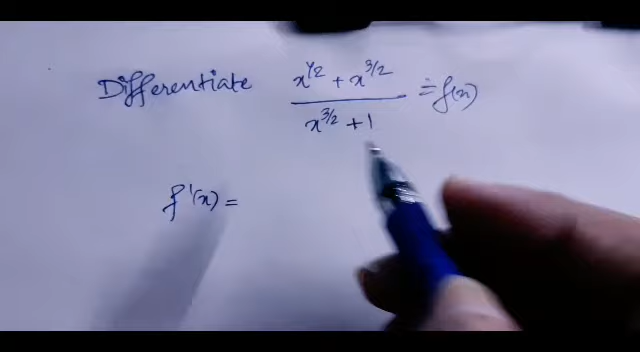 Differentiate x^{1/2} + x^{3/2} / x^{3/2} + 1 = f(x)
f'(x) =